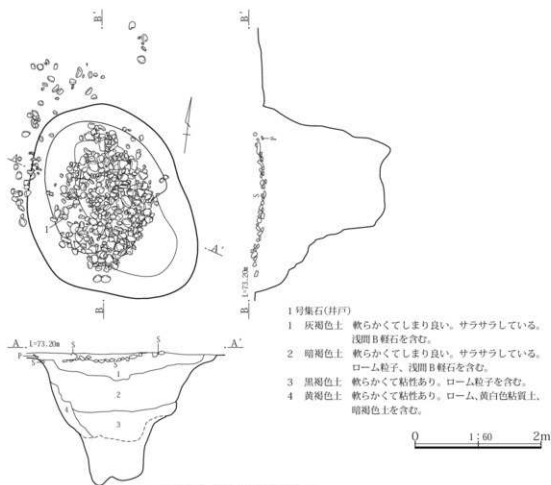 B'
B'
A
A'
1
P
S
B
B
L=73.20m
A L=73.20m A'
S S
P
S S
1
2
3
4
1号集石(井戸)
1 灰褐色土 軟らかくてしまり良い。サラサラしている。
浅間B軽石を含む。
2 暗褐色土 軟らかくてしまり良い。サラサラしている。
ローム粒子、浅間B軽石を含む。
3 黒褐色土 軟らかくて粘性あり。ローム粒子を含む。
4 黄褐色土 軟らかくて粘性あり。ローム、黄白色粘質土、
暗褐色土を含む。
0 1:60 2m